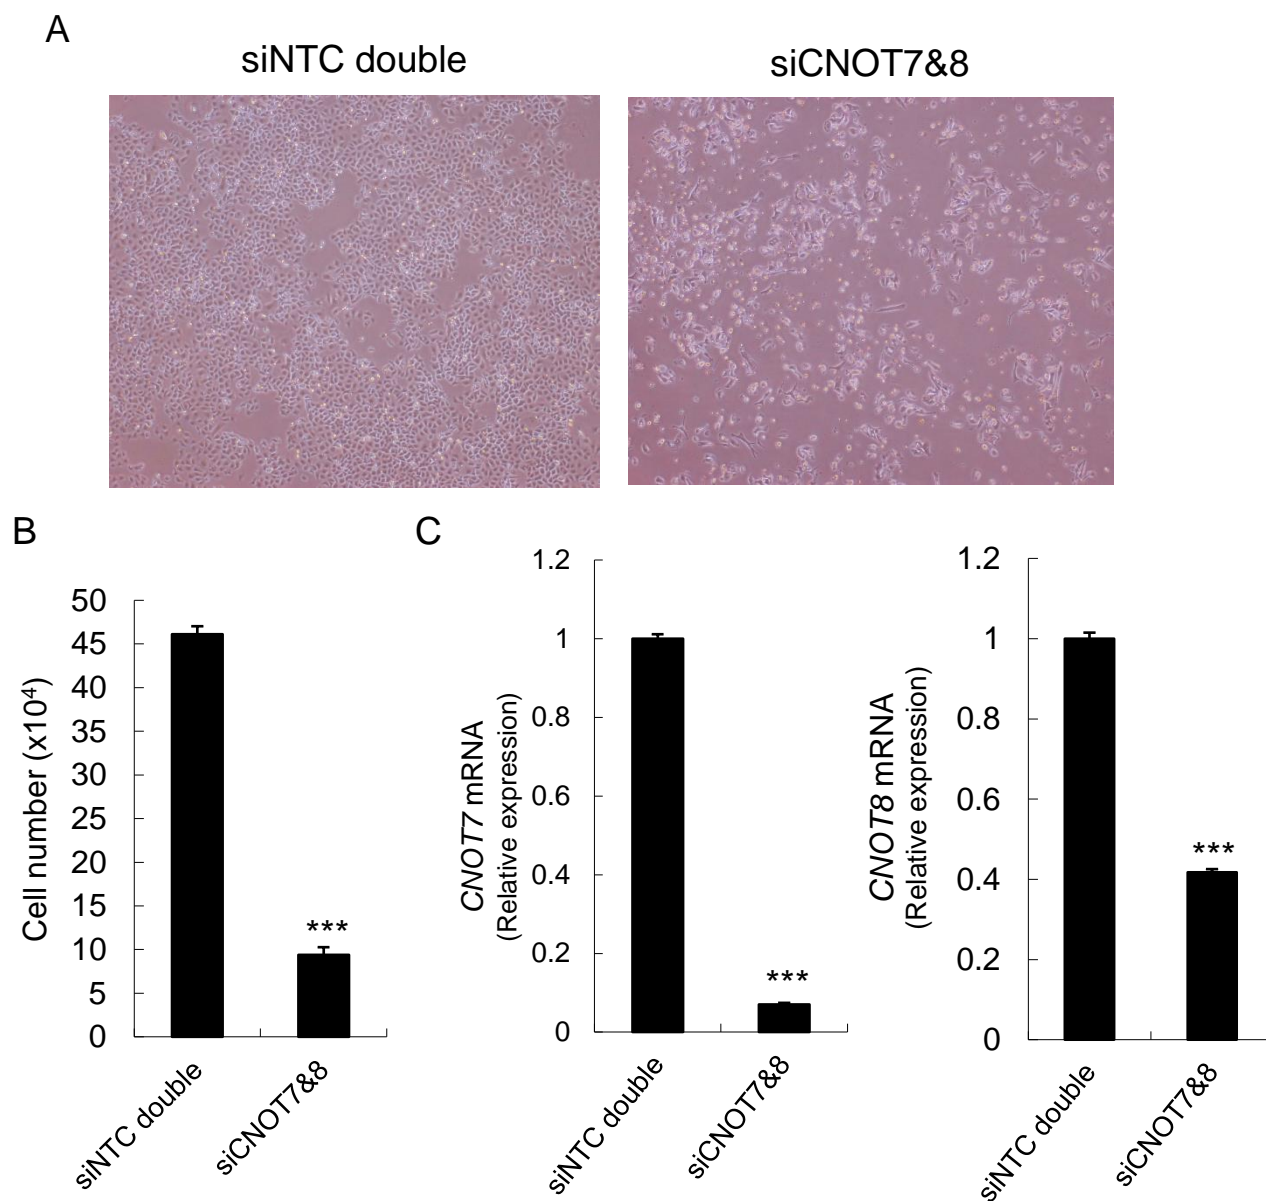 A
siNTC double
siCNOT7&8
B
Cell number (x10⁴)
50
45
40
35
30
25
20
15
10
5
0
***
siNTC double
siCNOT7&8
C
CNOT7 mRNA
(Relative expression)
1.2
1
0.8
0.6
0.4
0.2
0
***
siNTC double
siCNOT7&8
CNOT8 mRNA
(Relative expression)
1.2
1
0.8
0.6
0.4
0.2
0
***
siNTC double
siCNOT7&8